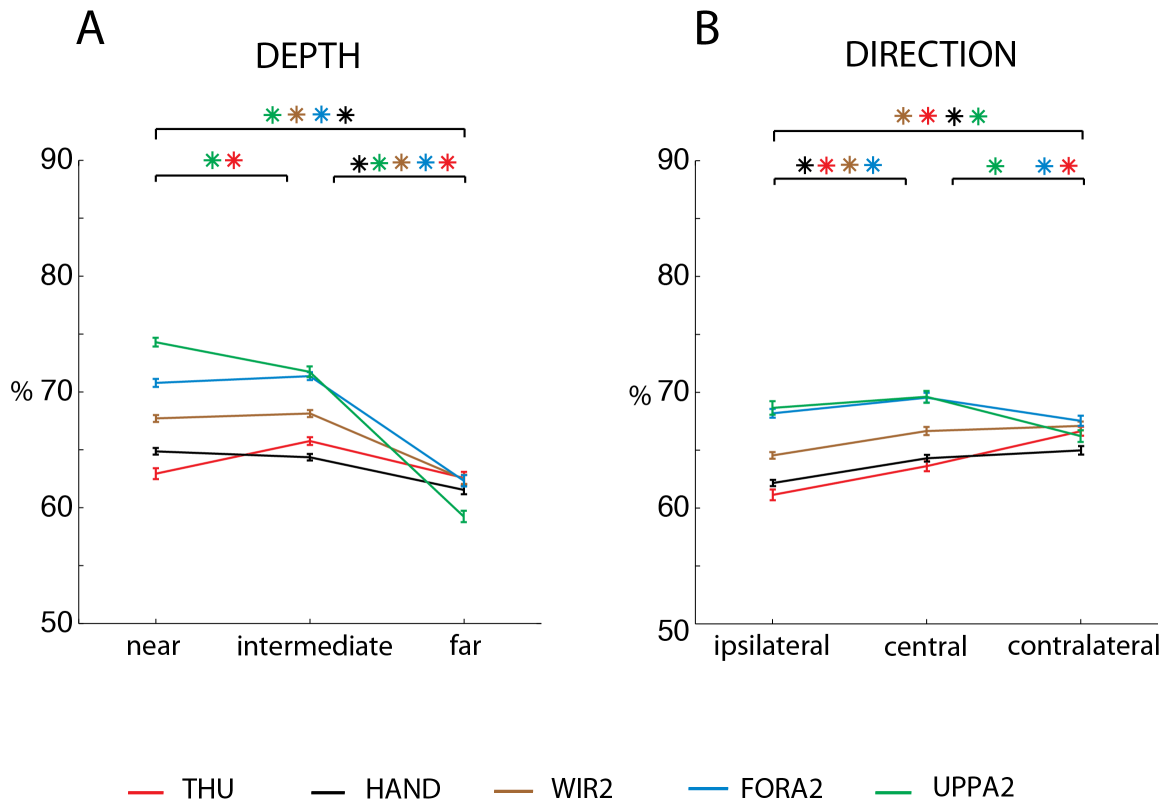 A
DEPTH
90
80
% 70
60
50
near intermediate far
B
DIRECTION
90
80
% 70
60
50
ipsilateral central contralateral
THU HAND WIR2 FORA2 UPPA2